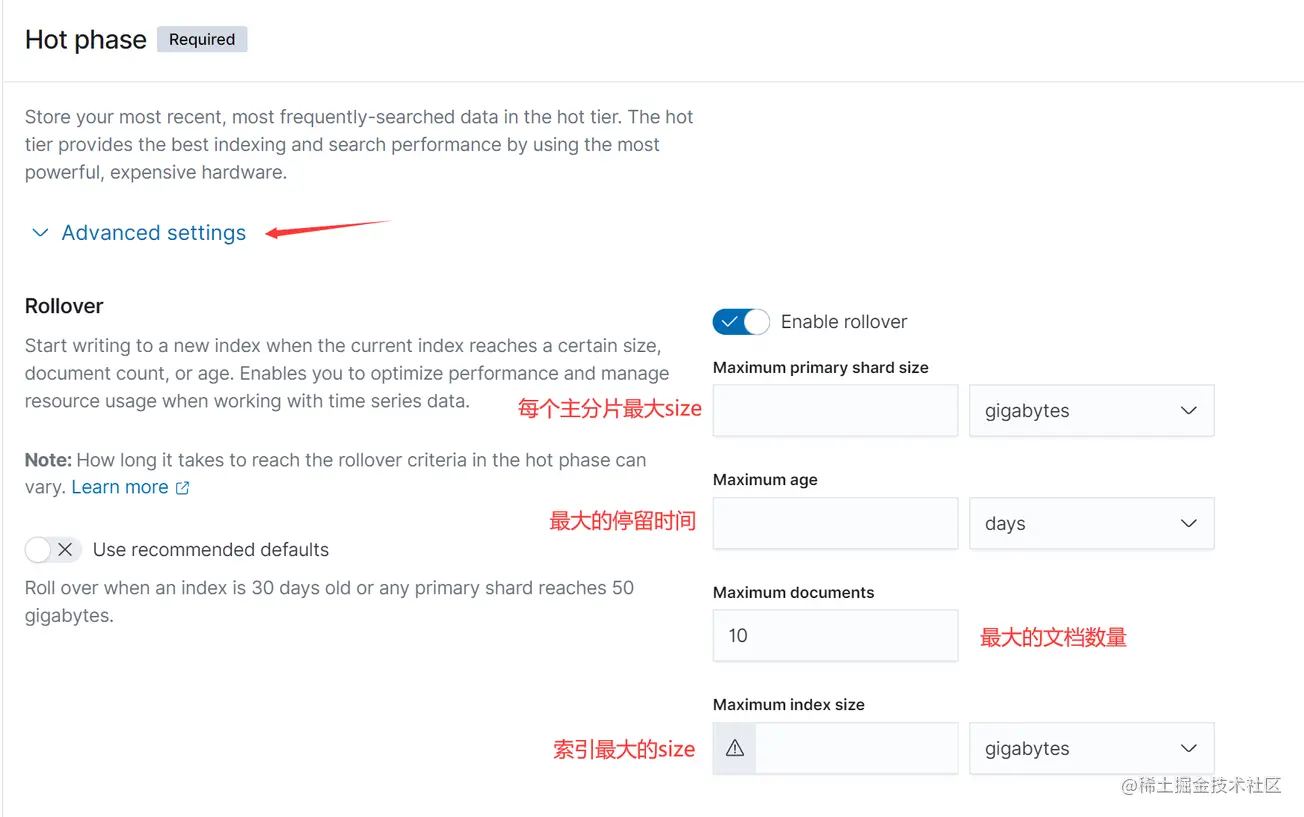 Hot phase Required
Store your most recent, most frequently-searched data in the hot tier. The hot
tier provides the best indexing and search performance by using the most
powerful, expensive hardware.
Advanced settings
Rollover
Start writing to a new index when the current index reaches a certain size,
document count, or age. Enables you to optimize performance and manage
resource usage when working with time series data.
Note: How long it takes to reach the rollover criteria in the hot phase can
vary. Learn more
Use recommended defaults
Roll over when an index is 30 days old or any primary shard reaches 50
gigabytes.
Enable rollover
Maximum primary shard size
每个主分片最大size
gigabytes
Maximum age
最大的停留时间
days
Maximum documents
10
最大的文档数量
Maximum index size
索引最大的size
gigabytes
@稀土掘金技术社区